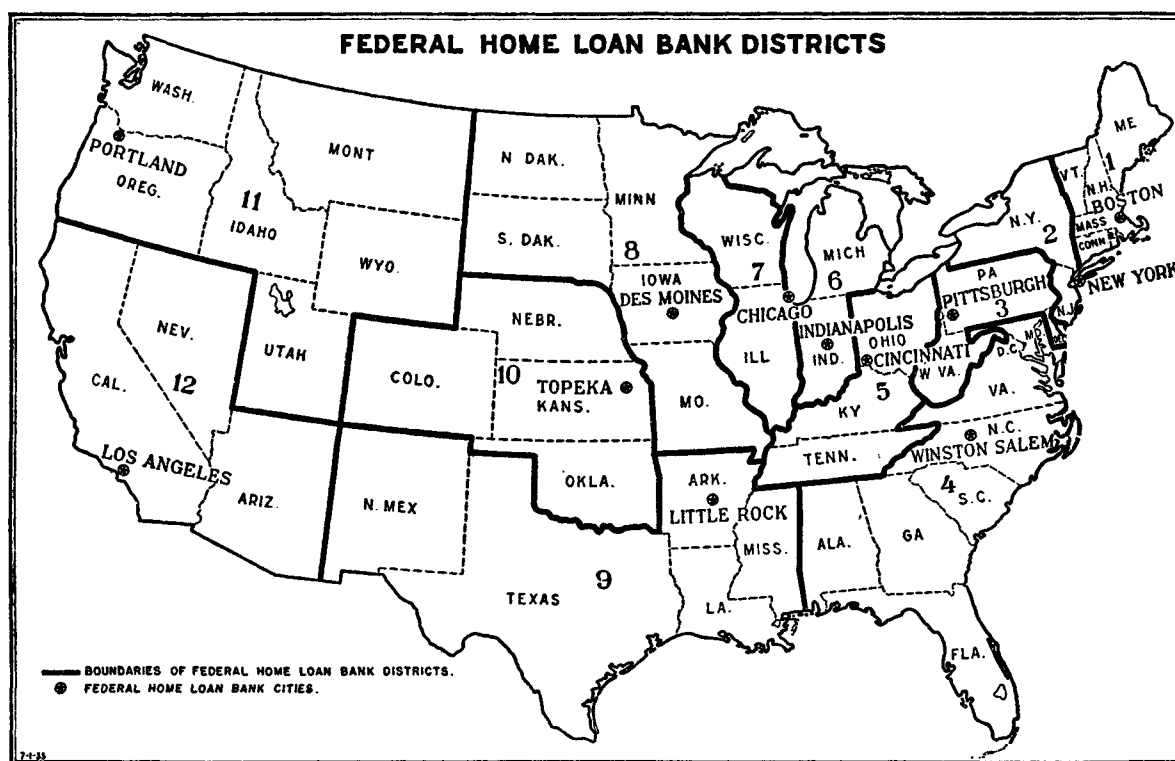 FEDERAL HOME LOAN BANK DISTRICTS
WASH.
PORTLAND
OREG.
11
IDAHO
MONT
WYO.
N DAK.
S. DAK.
MINN
8
IOWA
DES MOINES
WISC.
7
CHICAGO
MICH
6
ME
1
VT.
N.H.
BOSTON
MASS
CONN
N.Y.
2
NEW YORK
PA
PITTSBURGH
3
N.J.
NEV.
CAL.
12
UTAH
COLO.
NEBR.
10
TOPEKA
KANS.
MO.
ILL
INDIANAPOLIS
IND.
OHIO
CINCINNATI
5
KY
W VA.
D.C.
VA.
LOS ANGELES
ARIZ.
N. MEX
OKLA.
ARK.
LITTLE ROCK
TENN.
N.C.
WINSTON SALEM
4
S.C.
MISS.
ALA.
GA
TEXAS
9
LA.
FLA.
BOUNDARIES OF FEDERAL HOME LOAN BANK DISTRICTS.
FEDERAL HOME LOAN BANK CITIES.